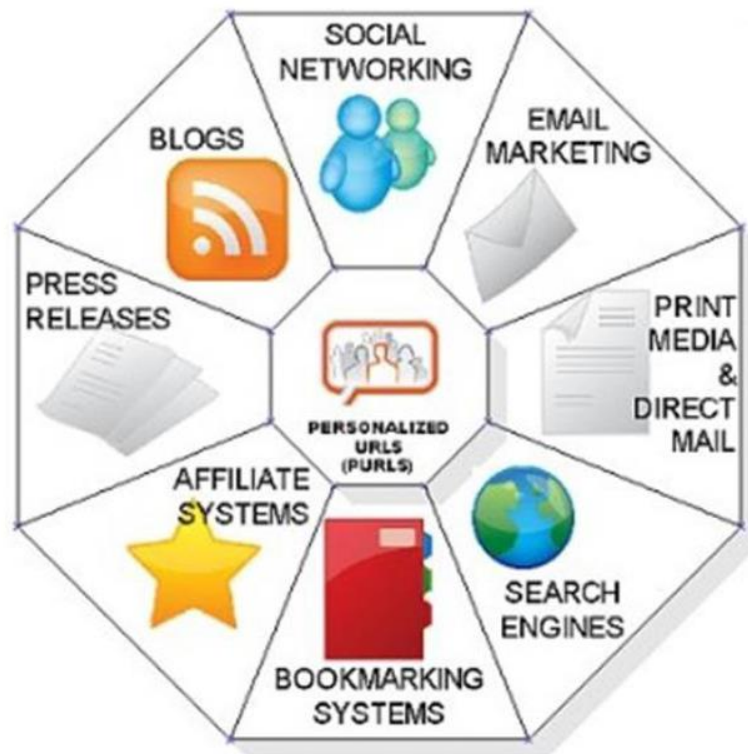 SOCIAL
NETWORKING
EMAIL
MARKETING
PRINT
MEDIA
&
DIRECT
MAIL
SEARCH
ENGINES
BOOKMARKING
SYSTEMS
AFFILIATE
SYSTEMS
PRESS
RELEASES
BLOGS
PERSONALIZED
URLS
(PURLS)